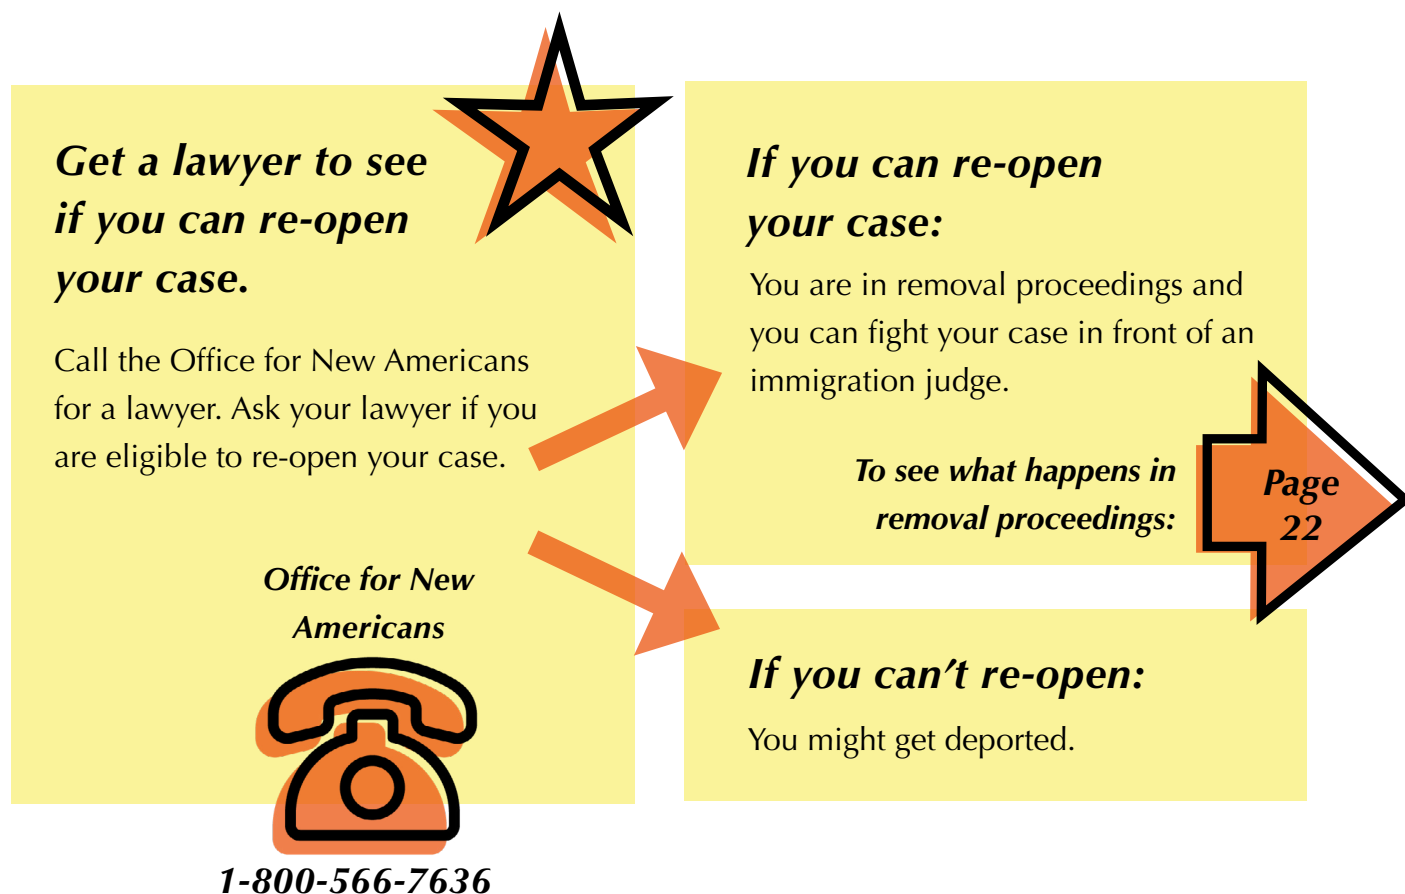 Get a lawyer to see
if you can re-open
your case.
Call the Office for New Americans
for a lawyer. Ask your lawyer if you
are eligible to re-open your case.
Office for New
Americans
1-800-566-7636
If you can re-open
your case:
You are in removal proceedings and
you can fight your case in front of an
immigration judge.
To see what happens in
removal proceedings:
Page
22
If you can’t re-open:
You might get deported.